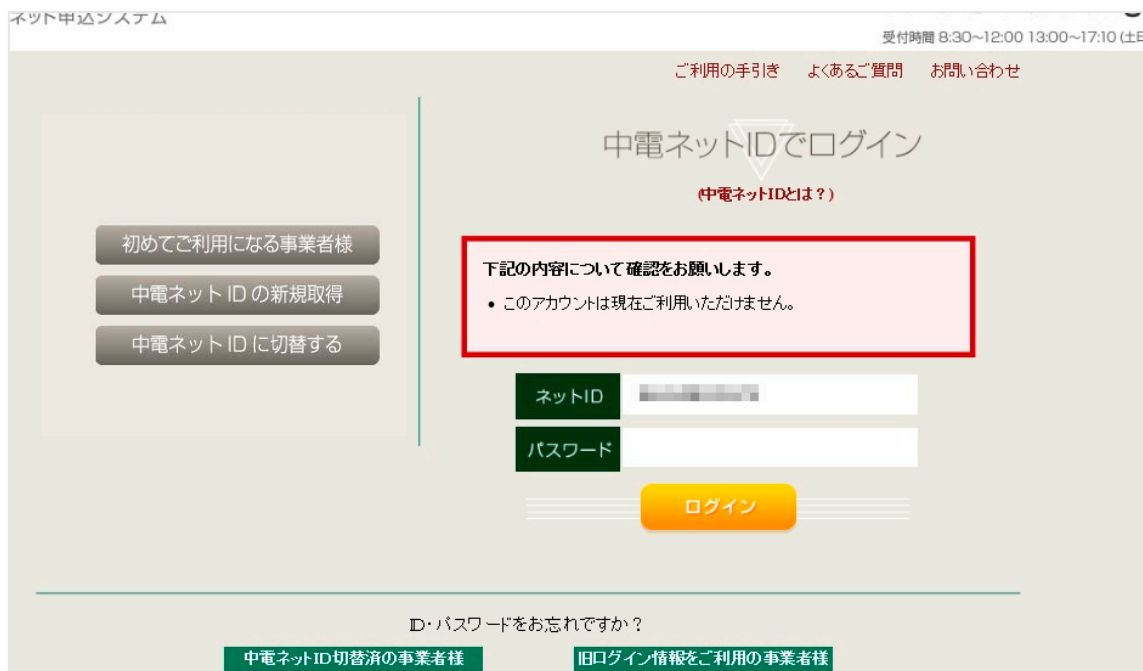 ネット申込システム
受付時間 8:30~12:00 13:00~17:10 (土
ご利用の手引き よくあるご質問 お問い合わせ
中電ネットIDでログイン
(中電ネットIDとは？)
初めてご利用になる事業者様
中電ネット ID の新規取得
中電ネット ID に切替する
下記の内容について確認をお願いします。
• このアカウントは現在ご利用いただけません。
ネットID
パスワード
ログイン
ID・パスワードをお忘れですか？
中電ネットID切替済の事業者様 旧ログイン情報をご利用の事業者様